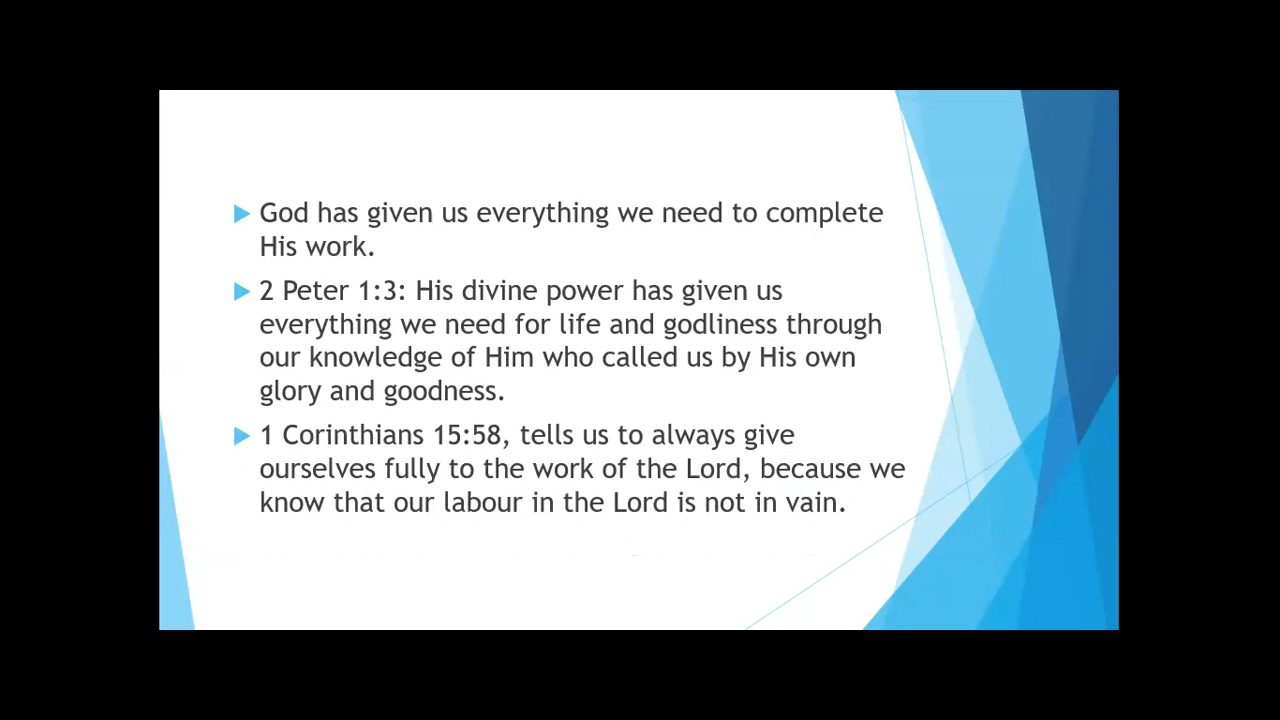 God has given us everything we need to complete
His work.
2 Peter 1:3: His divine power has given us
everything we need for life and godliness through
our knowledge of Him who called us by His own
glory and goodness.
1 Corinthians 15:58, tells us to always give
ourselves fully to the work of the Lord, because we
know that our labour in the Lord is not in vain.